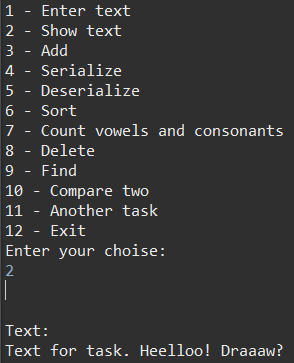 1 - Enter text
2 - Show text
3 - Add
4 - Serialize
5 - Deserialize
6 - Sort
7 - Count vowels and consonants
8 - Delete
9 - Find
10 - Compare two
11 - Another task
12 - Exit
Enter your choise:
2
Text:
Text for task. Heelloo! Draaaw?